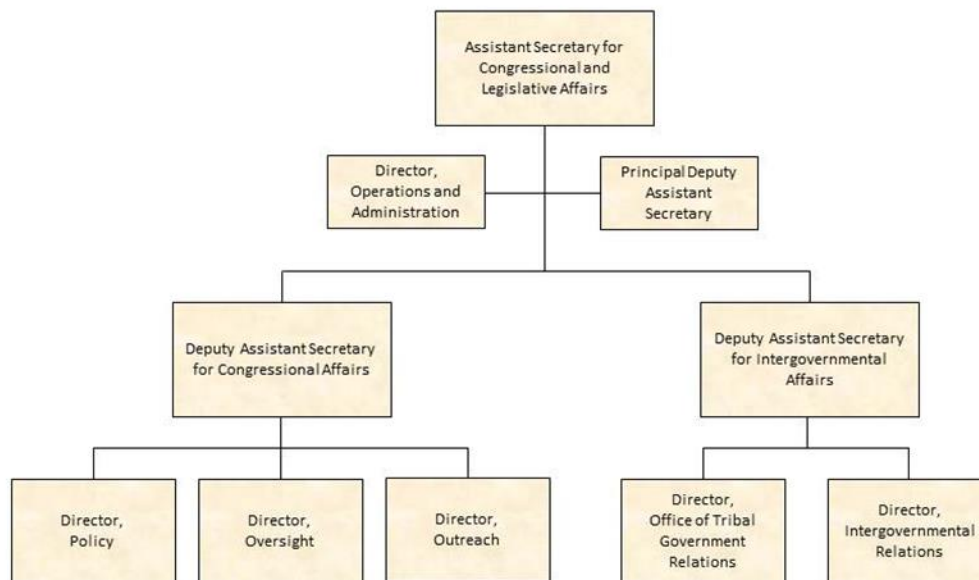 Assistant Secretary for
Congressional and
Legislative Affairs
Director,
Operations and
Administration
Principal Deputy
Assistant
Secretary
Deputy Assistant Secretary
for Congressional Affairs
Deputy Assistant Secretary
for Intergovernmental
Affairs
Director,
Policy
Director,
Oversight
Director,
Outreach
Director,
Office of Tribal
Government
Relations
Director,
Intergovernmental
Relations